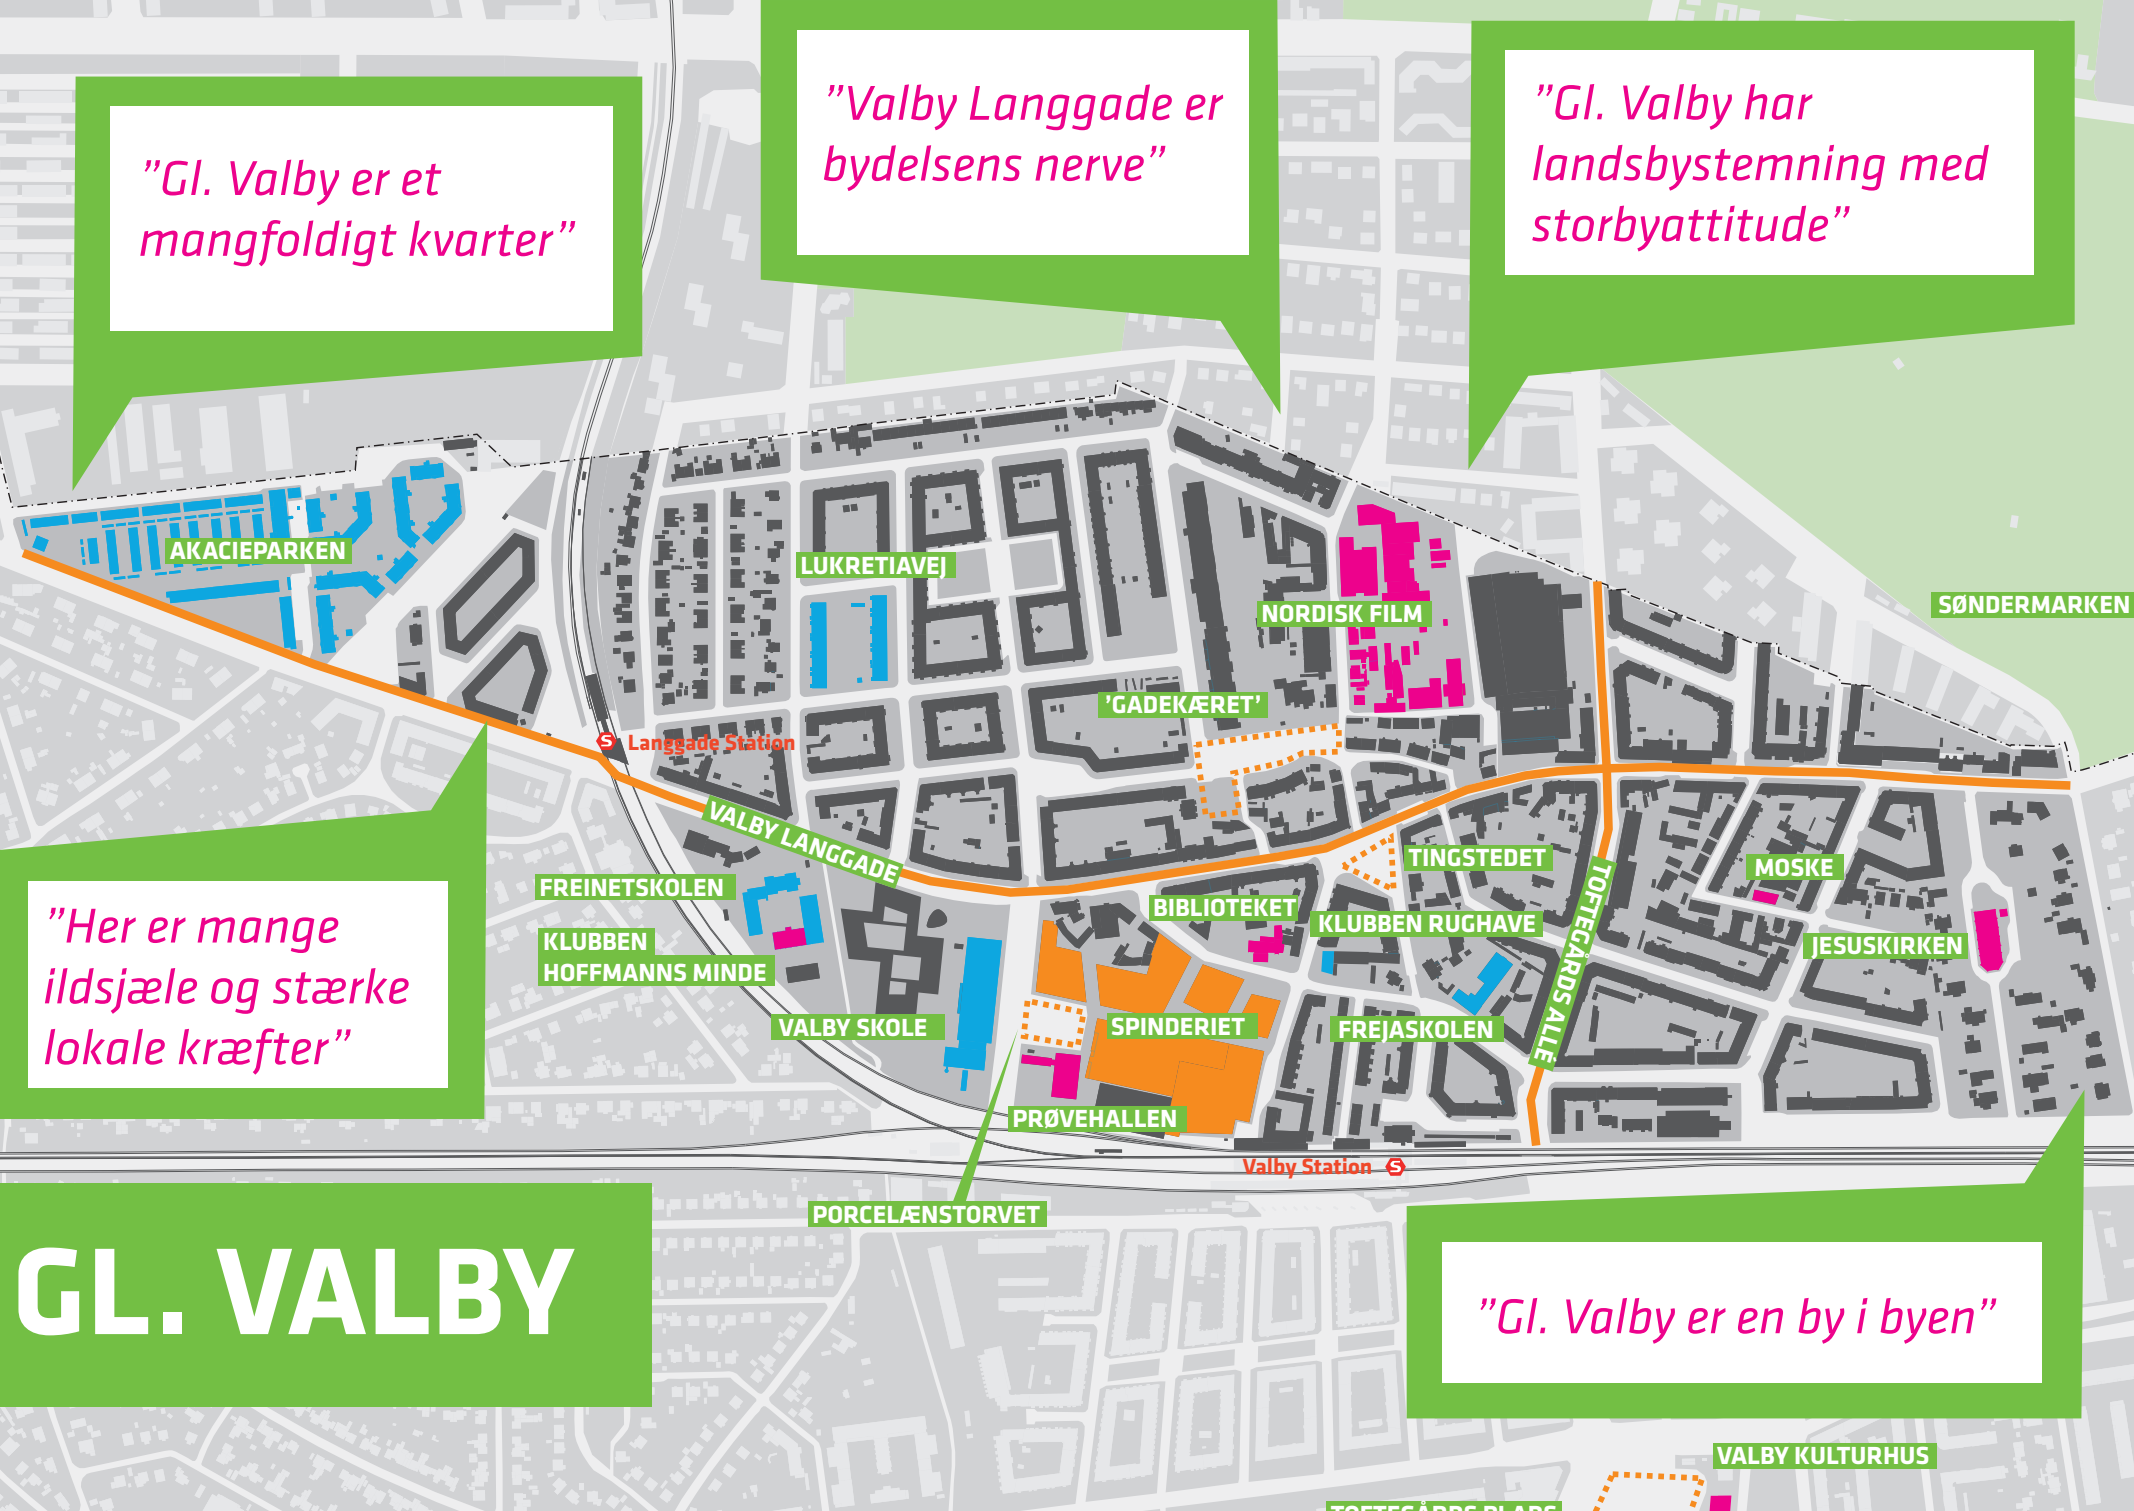 ”Gl. Valby er et
mangfoldigt kvarter”
”Valby Langgade er
bydelsens nerve”
”Gl. Valby har
landsbystemning med
storbyattitude”
AKACIEPARKEN
LUKRETIAVEJ
NORDISK FILM
SØNDERMARKEN
’GADEKÆRET’
S Langgade Station
VALBY LANGGADE
TINGSTEDET
MOSKE
TOFTEGÅRDS ALLÉ
FREINETSKOLEN
BIBLIOTEKET
KLUBBEN RUGHAVE
JESUSKIRKEN
KLUBBEN
HOFFMANNS MINDE
”Her er mange
ildsjæle og stærke
lokale kræfter”
VALBY SKOLE
SPINDERIET
FREJASKOLEN
PRØVEHALLEN
Valby Station S
PORCELÆNSTORVET
GL. VALBY
”Gl. Valby er en by i byen”
VALBY KULTURHUS
TOFTEGÅRDS PLADS